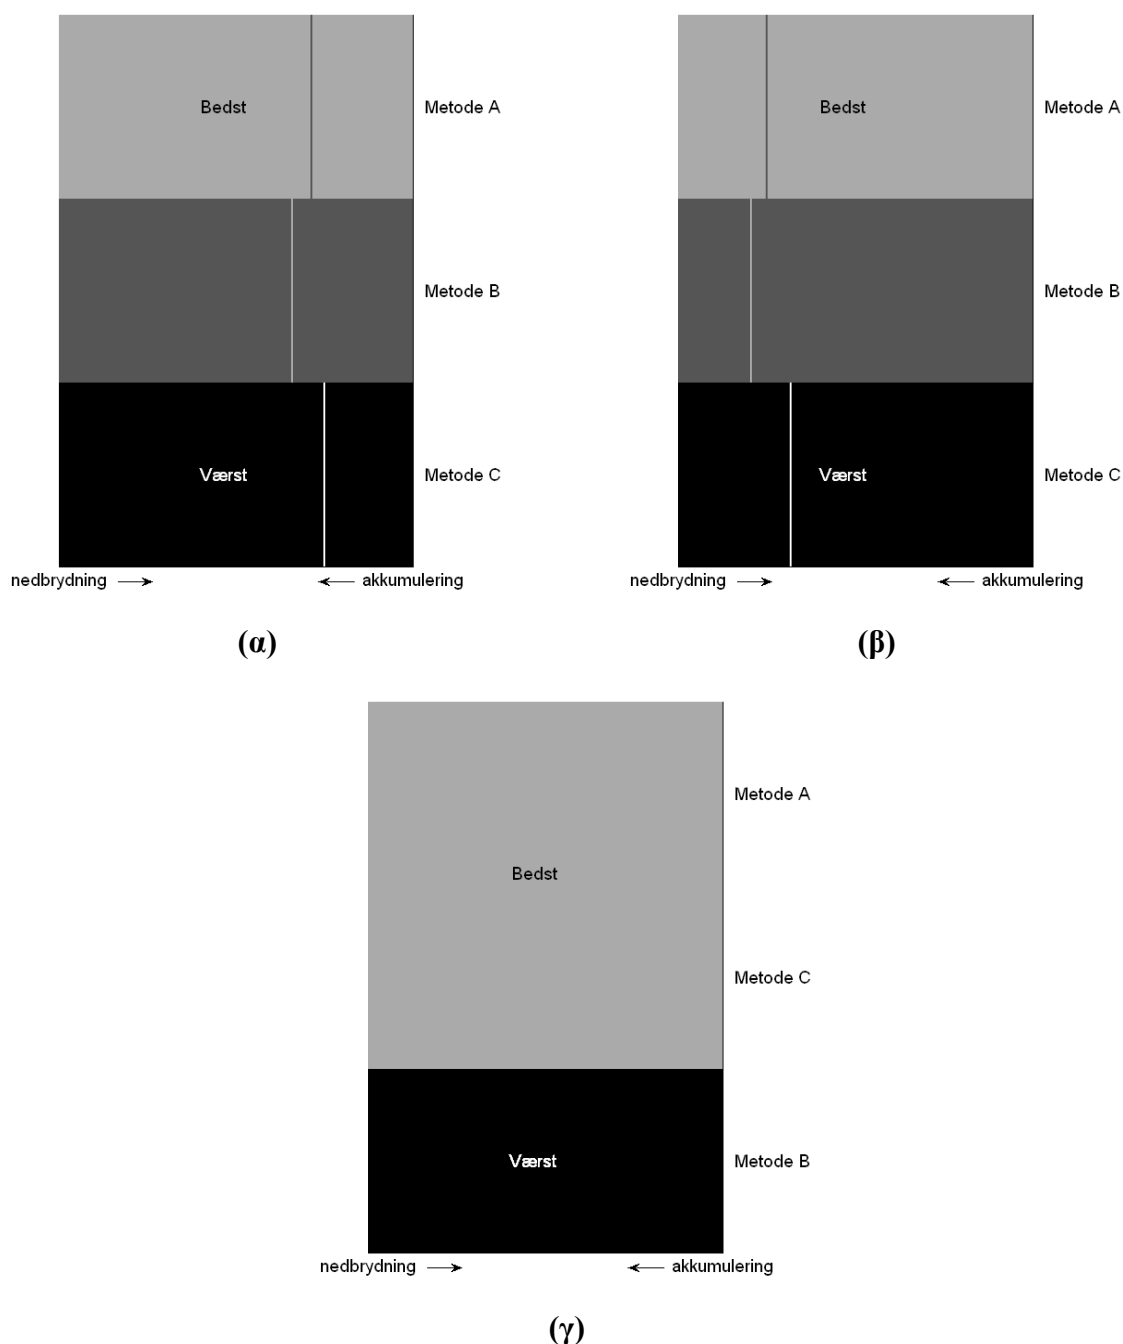 Bedst
Metode A
Metode B
Værst
Metode C
nedbrydning → ← akkumulering
(α)
Bedst
Metode A
Metode B
Værst
Metode C
nedbrydning → ← akkumulering
(β)
Metode A
Bedst
Metode C
Værst
Metode B
nedbrydning → ← akkumulering
(γ)